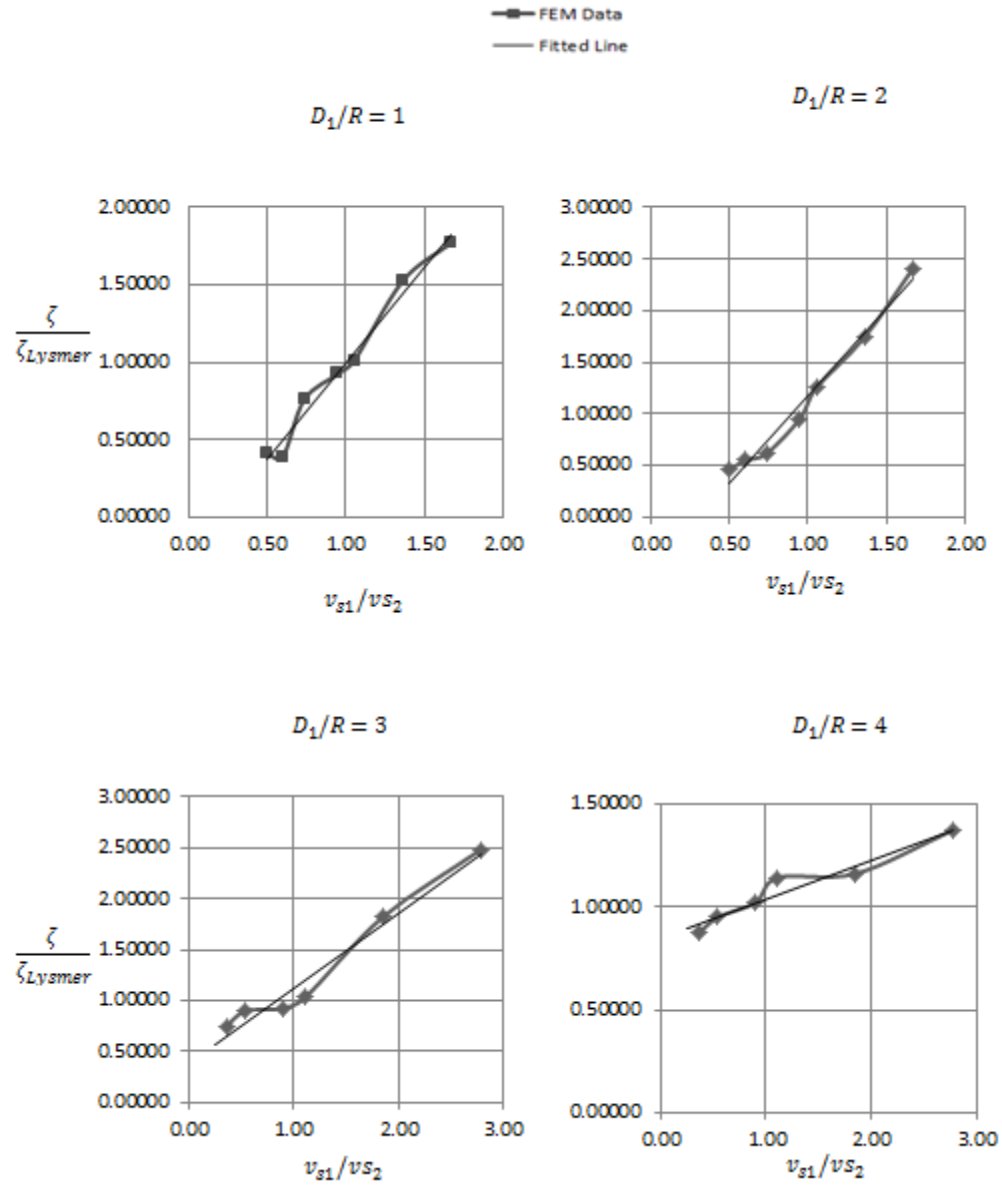 FEM Data
Fitted Line
D₁/R = 1
D₁/R = 2
2.00000
1.50000
1.00000
0.50000
0.00000
ζ
ζLysmer
0.00 0.50 1.00 1.50 2.00
vₛ₁/vs₂
3.00000
2.50000
2.00000
1.50000
1.00000
0.50000
0.00000
0.00 0.50 1.00 1.50 2.00
vₛ₁/vs₂
D₁/R = 3
D₁/R = 4
3.00000
2.50000
2.00000
1.50000
1.00000
0.50000
0.00000
ζ
ζLysmer
0.00 1.00 2.00 3.00
vₛ₁/vs₂
1.50000
1.00000
0.50000
0.00000
0.00 1.00 2.00 3.00
vₛ₁/vs₂